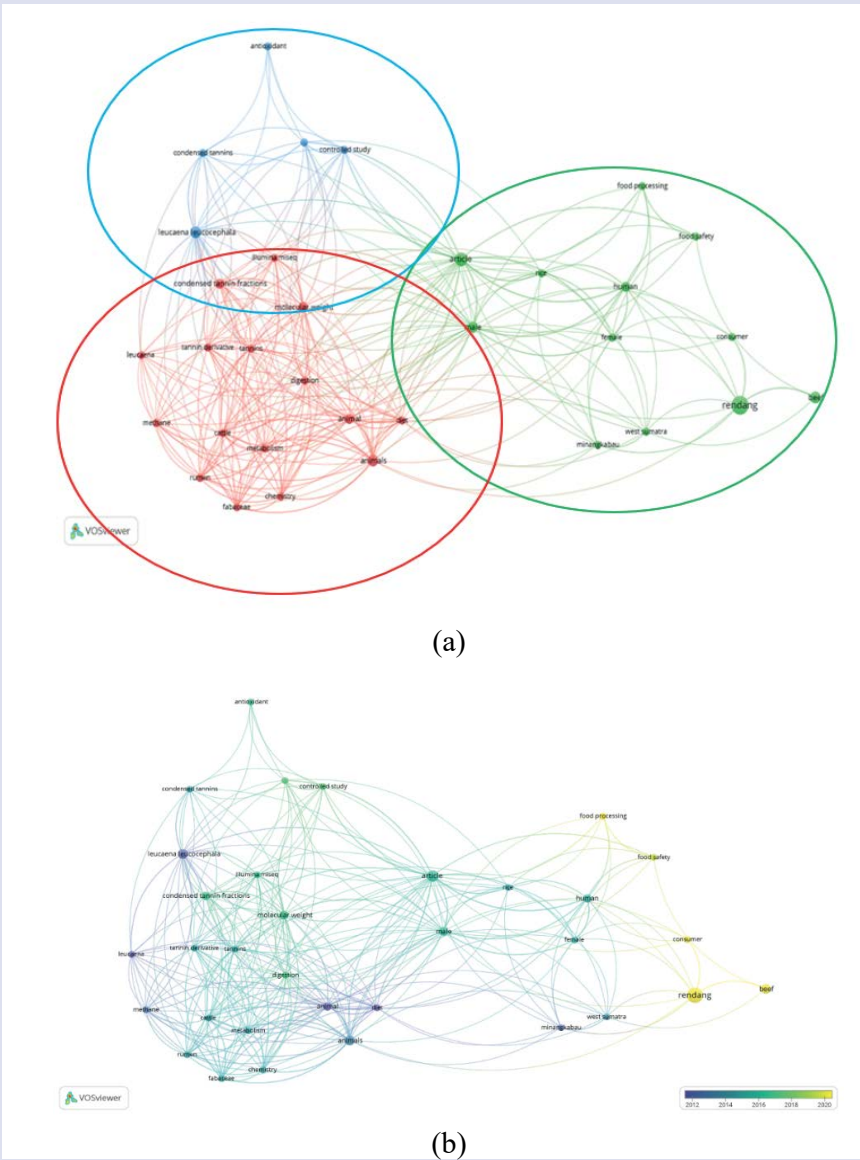 antioxidant
condensed tannins
controlled study
leucaena leucocephala
illumina miseq
condensed tannin fractions
molecular weight
leucaena
tannin derivative
tannins
digestion
methane
cattle
metabolism
animal
diet
animals
rumen
chemistry
fabaceae
food processing
food safety
article
rice
human
male
female
consumer
rendang
beef
west sumatra
minangkabau
VOSviewer
(a)
antioxidant
condensed tannins
controlled study
leucaena leucocephala
illumina miseq
condensed tannin fractions
molecular weight
leucaena
tannin derivative
tannins
digestion
methane
cattle
metabolism
animal
diet
animals
rumen
chemistry
fabaceae
food processing
food safety
article
rice
human
male
female
consumer
rendang
beef
west sumatra
minangkabau
VOSviewer
2012 2014 2016 2018 2020
(b)